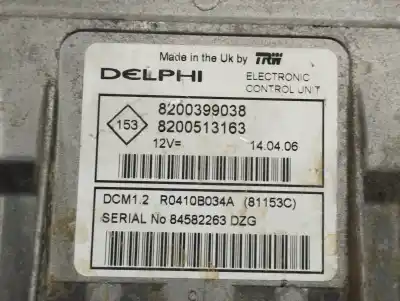 Made in the Uk by TRW
DELPHI
ELECTRONIC
CONTROL UNIT
153
8200399038
8200513163
12V= 14.04.06
DCM1.2 R0410B034A (81153C)
SERIAL No 84582263 DZG